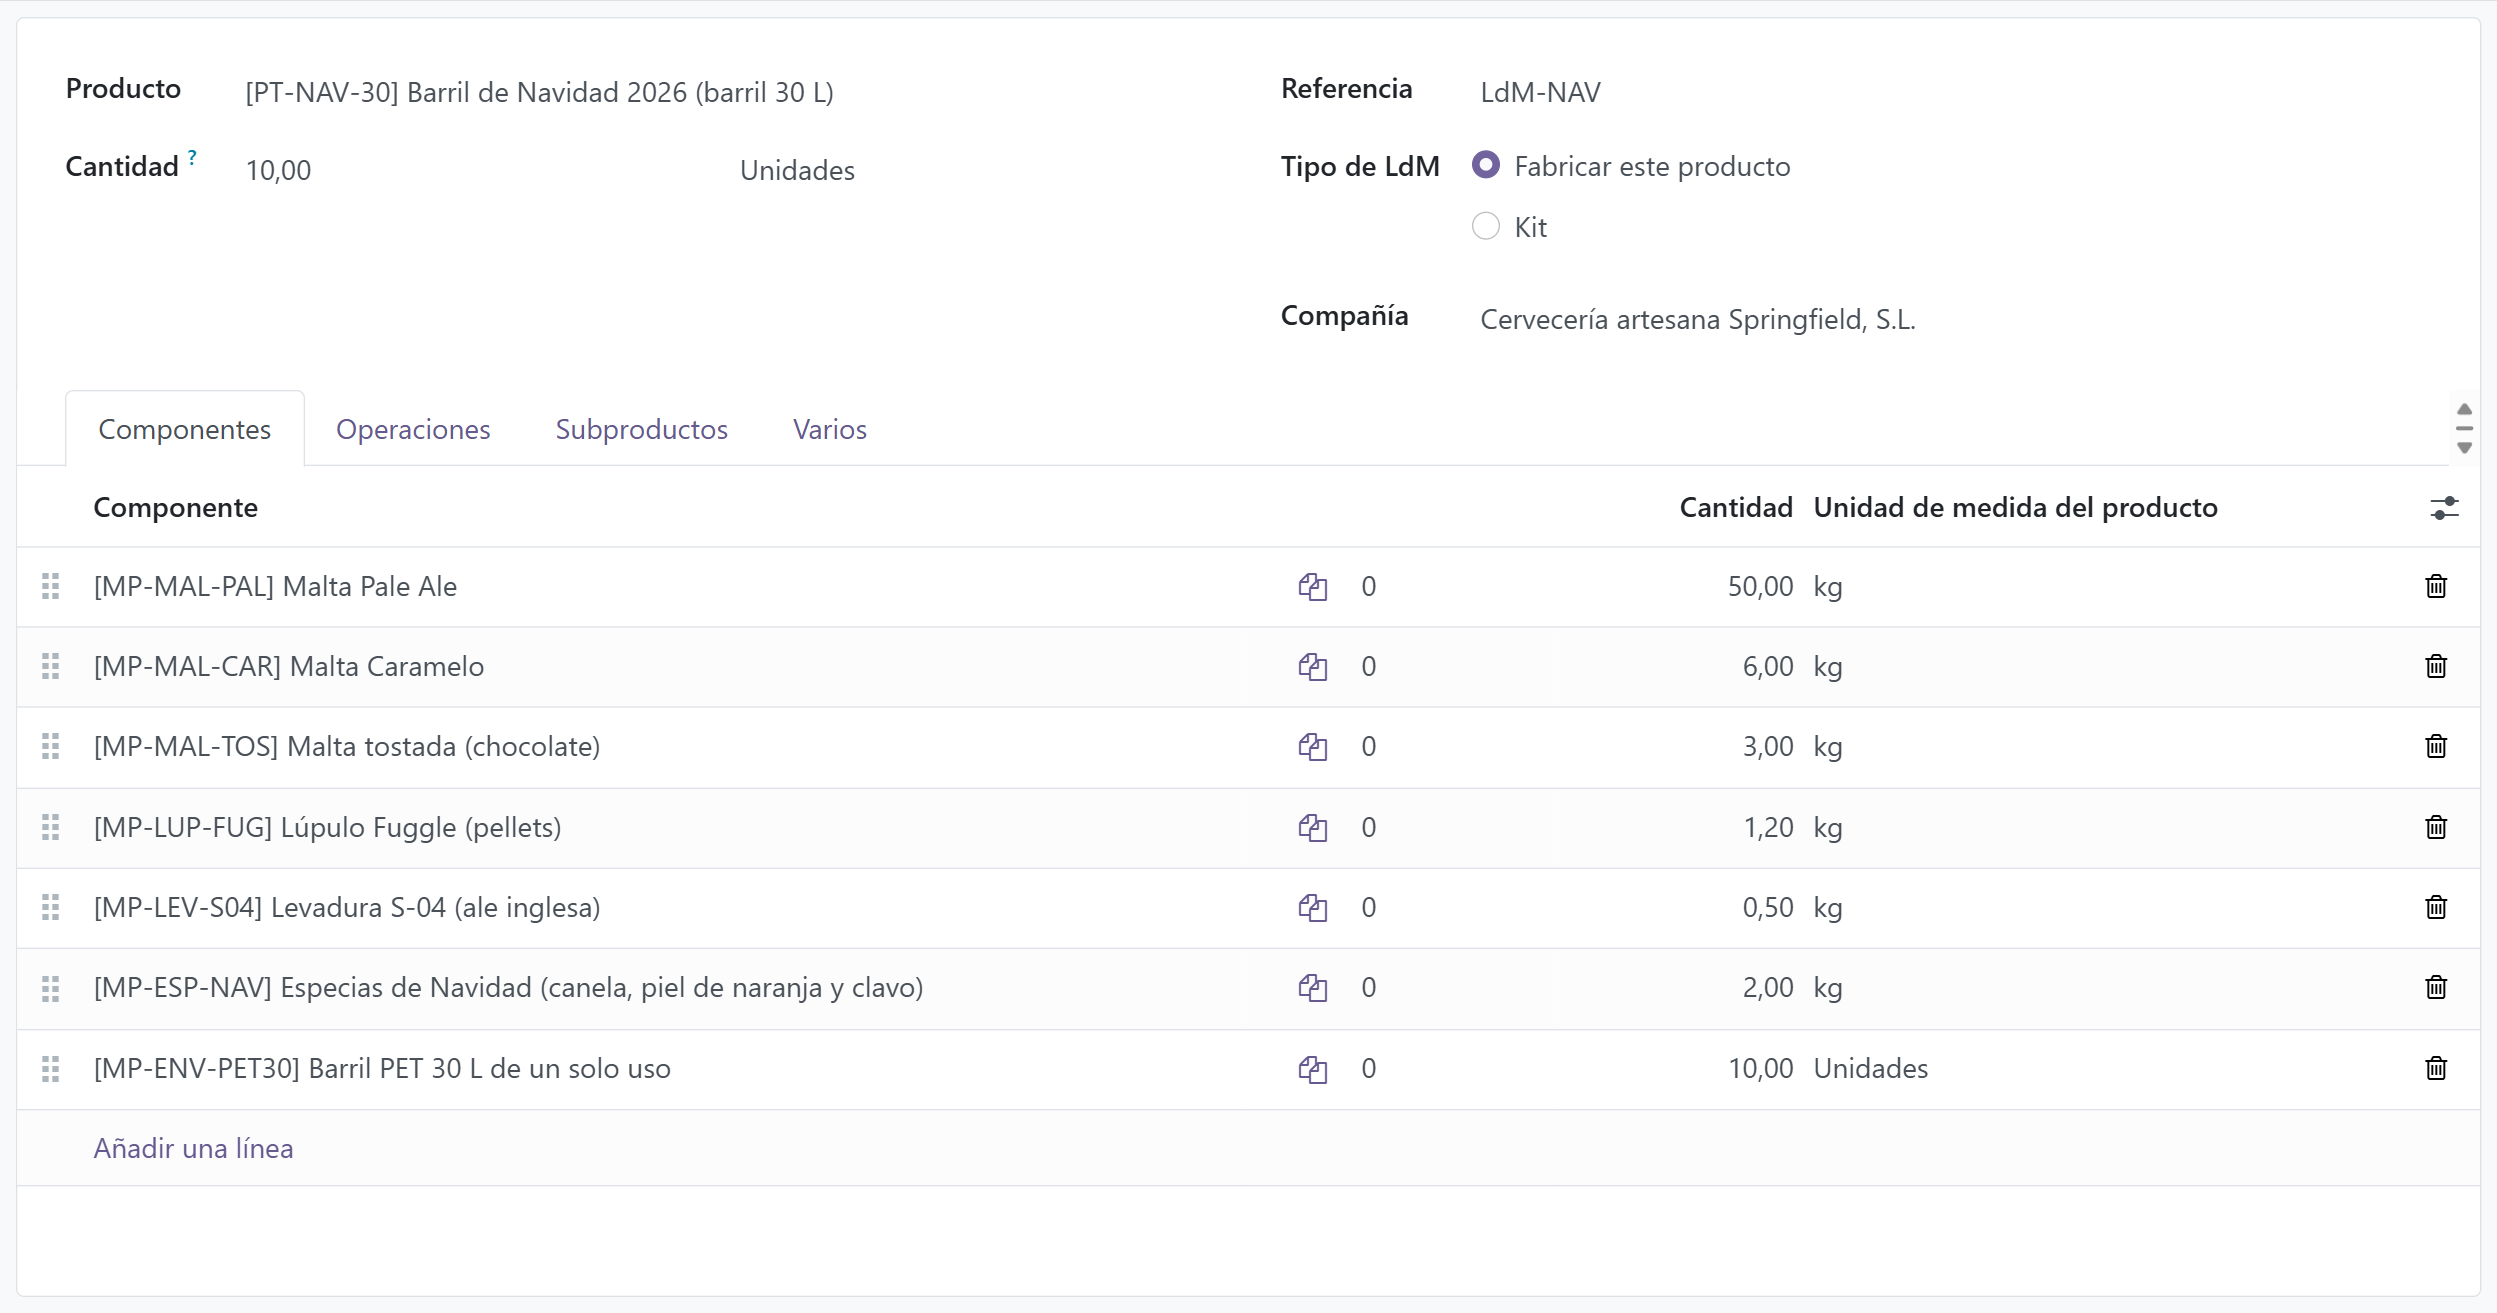 Producto [PT-NAV-30] Barril de Navidad 2026 (barril 30 L)
Cantidad ? 10,00 Unidades
Referencia LdM-NAV
Tipo de LdM Fabricar este producto
Kit
Compañía Cervecería artesana Springfield, S.L.
Componentes Operaciones Subproductos Varios
Componente Cantidad Unidad de medida del producto
[MP-MAL-PAL] Malta Pale Ale 0 50,00 kg
[MP-MAL-CAR] Malta Caramelo 0 6,00 kg
[MP-MAL-TOS] Malta tostada (chocolate) 0 3,00 kg
[MP-LUP-FUG] Lúpulo Fuggle (pellets) 0 1,20 kg
[MP-LEV-S04] Levadura S-04 (ale inglesa) 0 0,50 kg
[MP-ESP-NAV] Especias de Navidad (canela, piel de naranja y clavo) 0 2,00 kg
[MP-ENV-PET30] Barril PET 30 L de un solo uso 0 10,00 Unidades
Añadir una línea